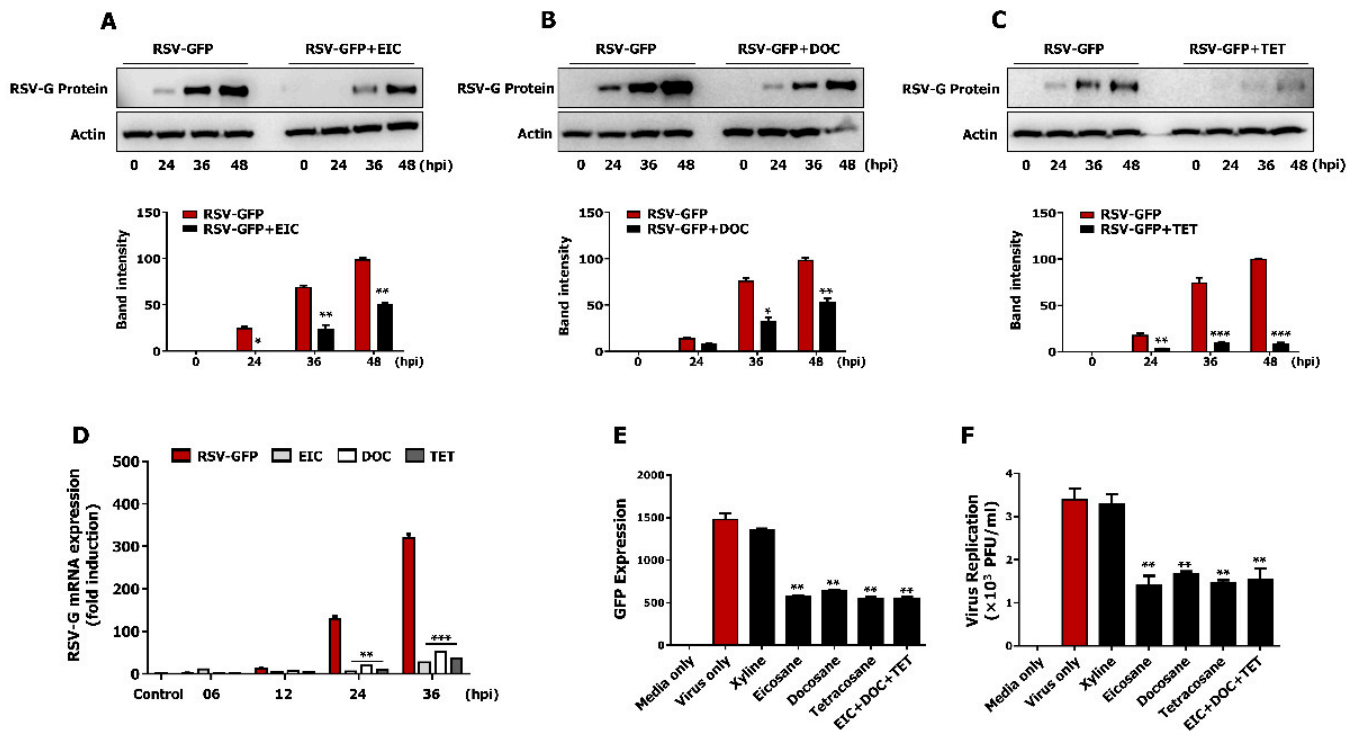 A
RSV-GFP RSV-GFP+EIC
RSV-G Protein
Actin
0 24 36 48 0 24 36 48 (hpi)
150
100
50
0
Band intensity
RSV-GFP
RSV-GFP+EIC
*
**
**
0 24 36 48 (hpi)
B
RSV-GFP RSV-GFP+DOC
RSV-G Protein
Actin
0 24 36 48 0 24 36 48 (hpi)
150
100
50
0
Band intensity
RSV-GFP
RSV-GFP+DOC
*
**
0 24 36 48 (hpi)
C
RSV-GFP RSV-GFP+TET
RSV-G Protein
Actin
0 24 36 48 0 24 36 48 (hpi)
150
100
50
0
Band intensity
RSV-GFP
RSV-GFP+TET
**
***
***
0 24 36 48 (hpi)
D
500
400
300
200
100
0
RSV-G mRNA expression
(fold induction)
RSV-GFP EIC DOC TET
**
***
Control 06 12 24 36 (hpi)
E
2000
1500
1000
500
0
GFP Expression
** ** ** **
Media only
Virus only
Xyline
Eicosane
Docosane
Tetracosane
EIC+DOC+TET
F
4
3
2
1
0
Virus Replication
(×10³ PFU/ml)
** ** ** **
Media only
Virus only
Xyline
Eicosane
Docosane
Tetracosane
EIC+DOC+TET